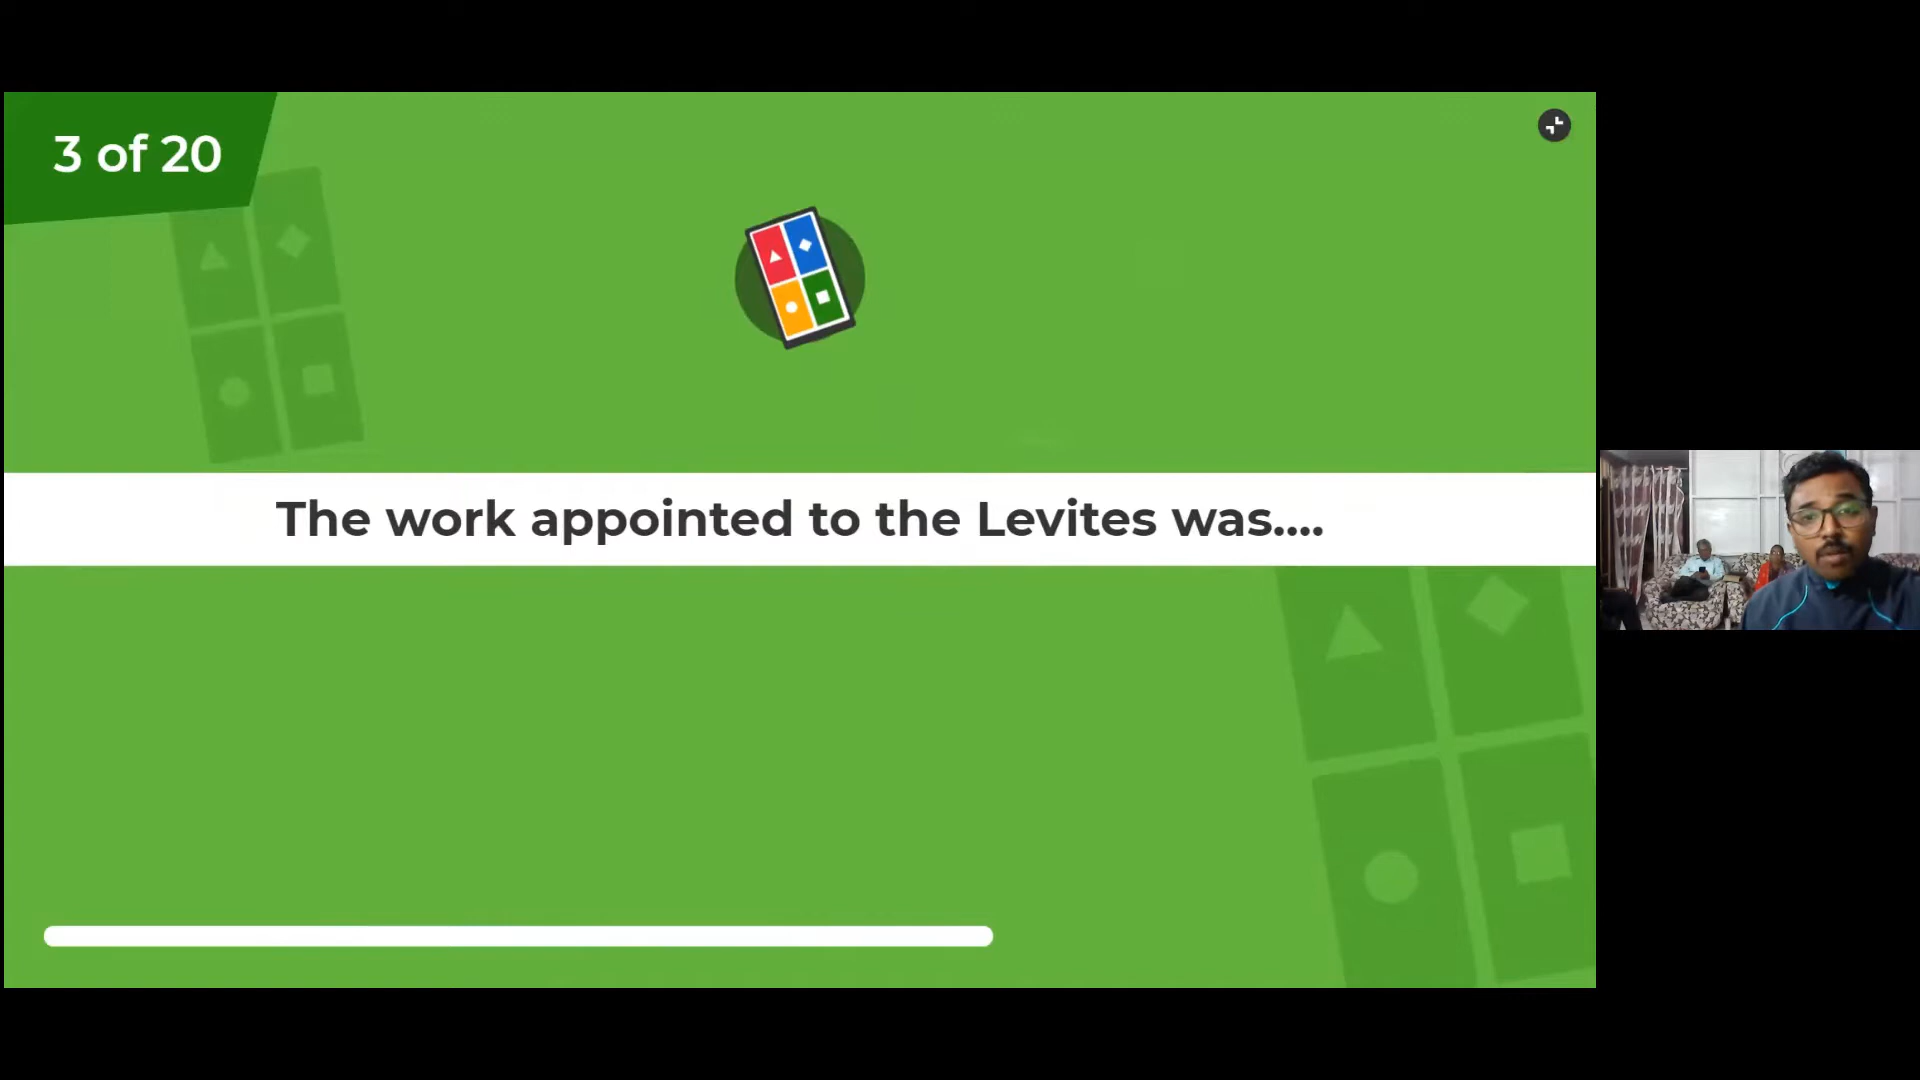 3 of 20
The work appointed to the Levites was....